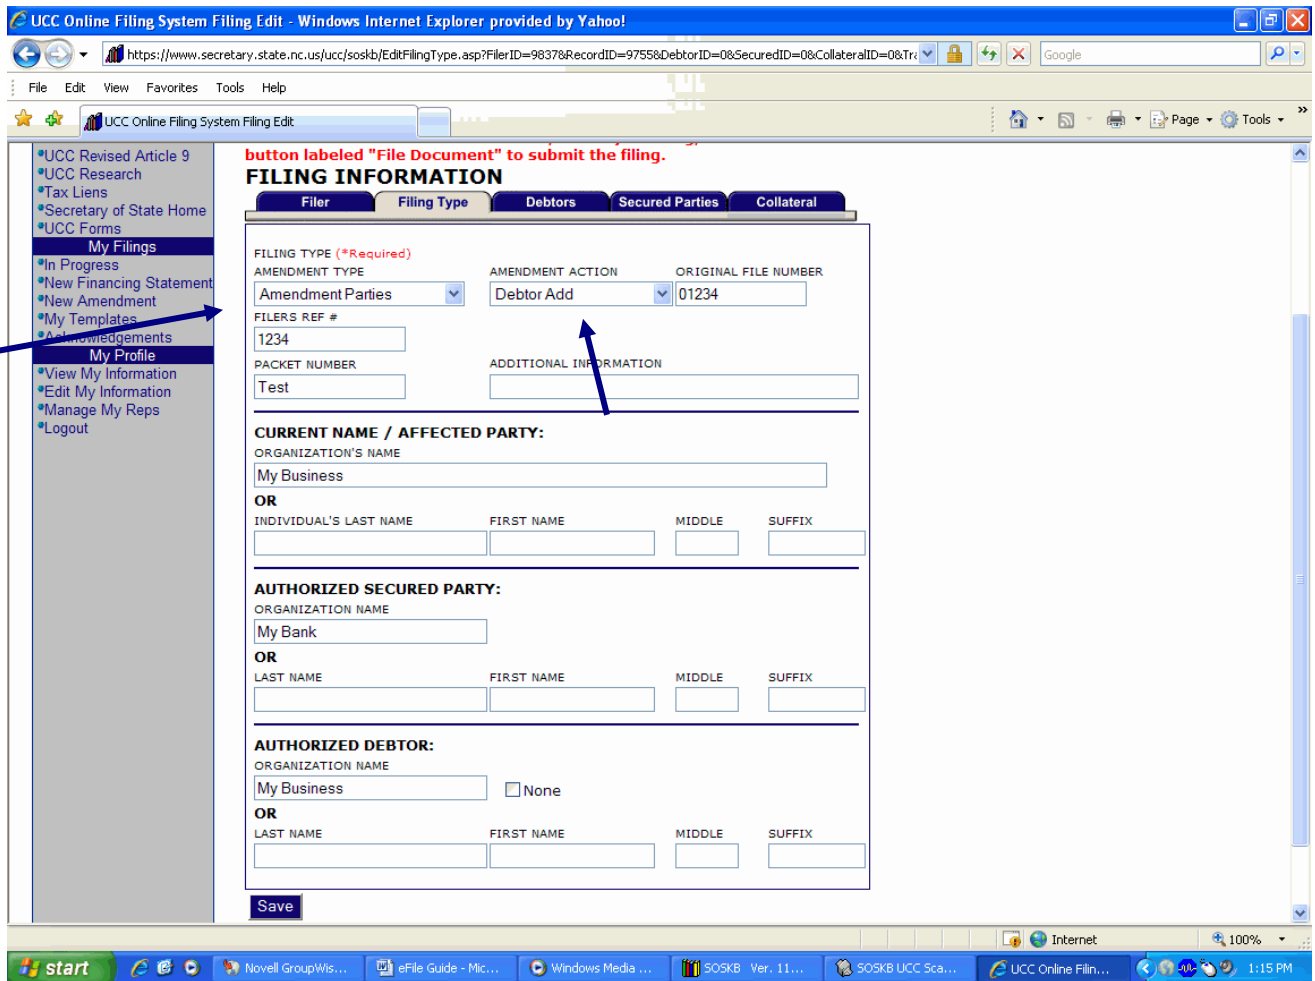 UCC Online Filing System Filing Edit - Windows Internet Explorer provided by Yahoo!
https://www.secretary.state.nc.us/ucc/soskb/EditFilingType.asp?FilerID=9837&RecordID=9755&DebtorID=0&SecuredID=0&CollateralID=0&Tra
Google
File Edit View Favorites Tools Help
UCC Online Filing System Filing Edit
Page Tools »
UCC Revised Article 9
UCC Research
Tax Liens
Secretary of State Home
UCC Forms
My Filings
In Progress
New Financing Statement
New Amendment
My Templates
Acknowledgements
My Profile
View My Information
Edit My Information
Manage My Reps
Logout
button labeled "File Document" to submit the filing.
FILING INFORMATION
Filer Filing Type Debtors Secured Parties Collateral
FILING TYPE (*Required)
AMENDMENT TYPE AMENDMENT ACTION ORIGINAL FILE NUMBER
Amendment Parties Debtor Add 01234
FILERS REF #
1234
PACKET NUMBER ADDITIONAL INFORMATION
Test
CURRENT NAME / AFFECTED PARTY:
ORGANIZATION'S NAME
My Business
OR
INDIVIDUAL'S LAST NAME FIRST NAME MIDDLE SUFFIX
AUTHORIZED SECURED PARTY:
ORGANIZATION NAME
My Bank
OR
LAST NAME FIRST NAME MIDDLE SUFFIX
AUTHORIZED DEBTOR:
ORGANIZATION NAME
My Business None
OR
LAST NAME FIRST NAME MIDDLE SUFFIX
Save
Internet 100%
start Novell GroupWis... eFile Guide - Mic... Windows Media ... SOSKB Ver. 11... SOSKB UCC Sca... UCC Online Filin... 1:15 PM